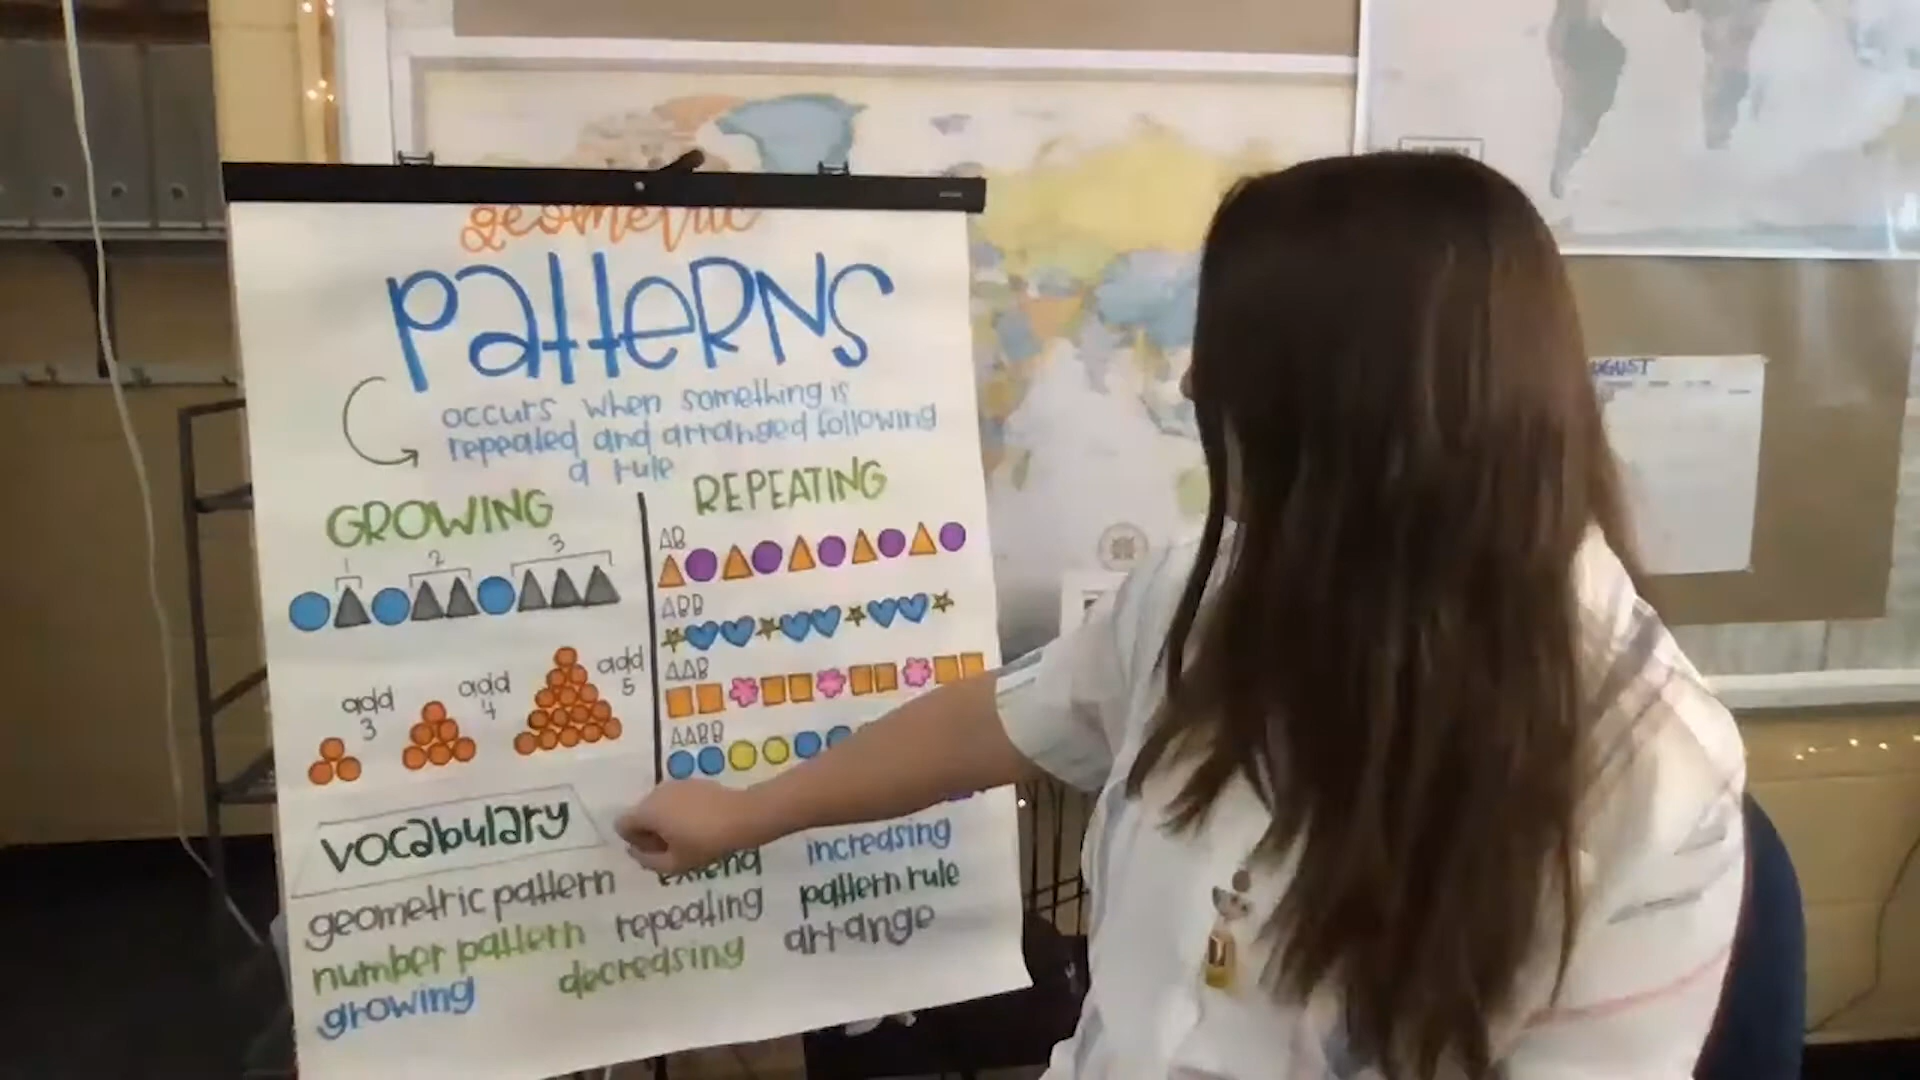 geometric
Patterns
occurs when something is
repeated and arranged following
a rule
GROWING
1 2 3
add
3
add
4
add
5
REPEATING
AB
ABB
AAB
AABB
vocabulary
geometric pattern
extend
increasing
number pattern
repeating
pattern rule
growing
decreasing
arrange
UGUST